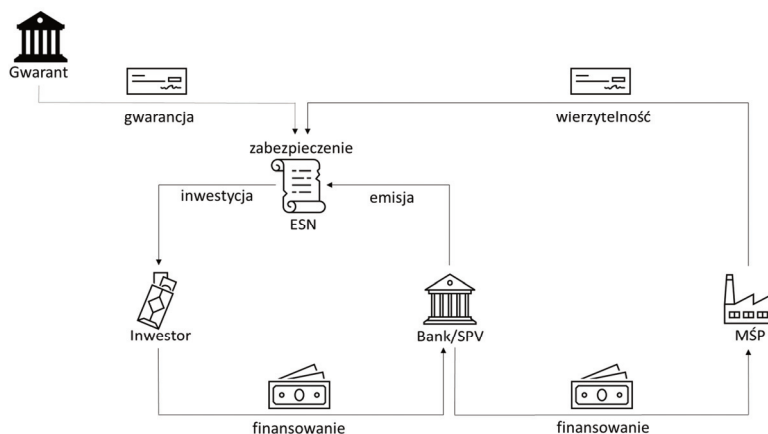 Gwarant
gwarancja
wierzytelność
zabezpieczenie
inwestycja
emisja
ESN
Inwestor
Bank/SPV
MŚP
finansowanie
finansowanie